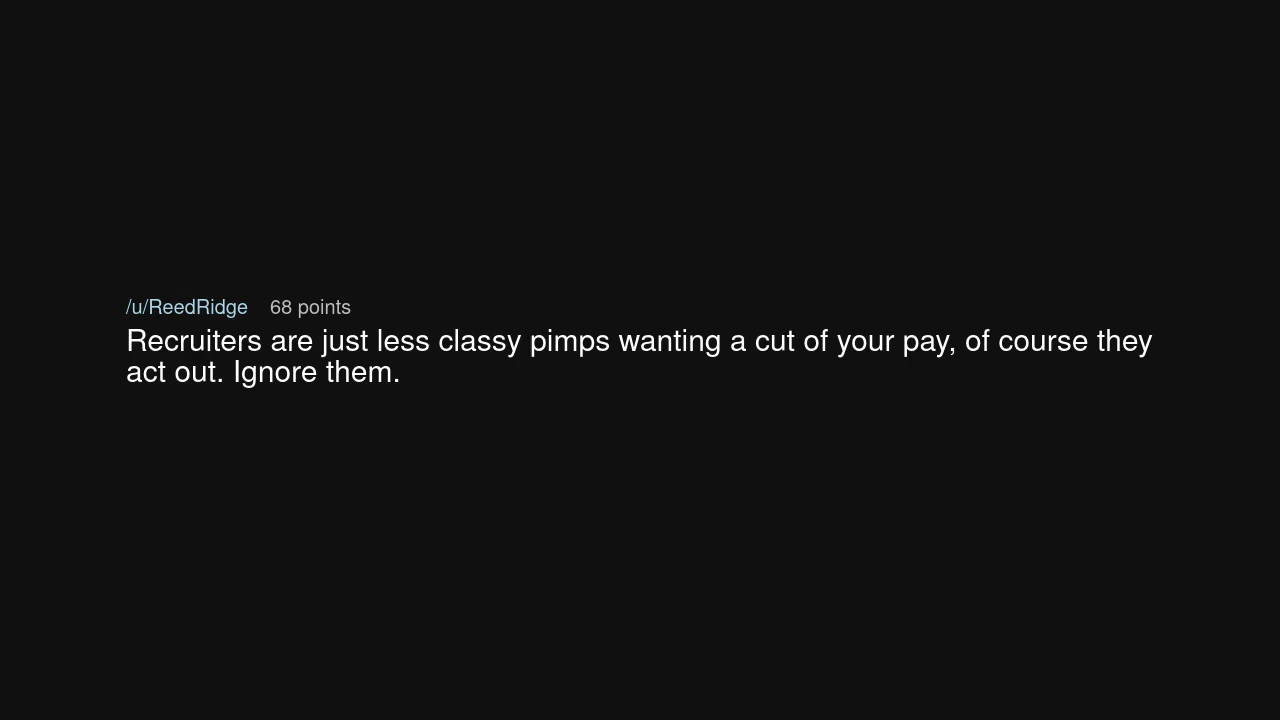 /u/ReedRidge 68 points
Recruiters are just less classy pimps wanting a cut of your pay, of course they
act out. Ignore them.